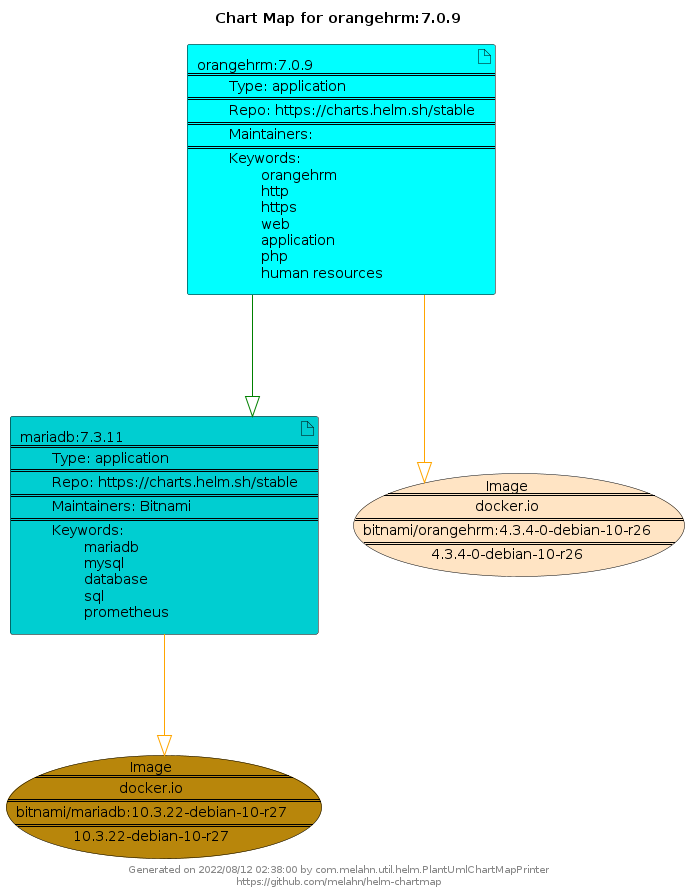 Chart Map for orangehrm:7.0.9
orangehrm:7.0.9
Type: application
Repo: https://charts.helm.sh/stable
Maintainers:
Keywords:
orangehrm
http
https
web
application
php
human resources
mariadb:7.3.11
Type: application
Repo: https://charts.helm.sh/stable
Maintainers: Bitnami
Keywords:
mariadb
mysql
database
sql
prometheus
Image
docker.io
bitnami/orangehrm:4.3.4-0-debian-10-r26
4.3.4-0-debian-10-r26
Image
docker.io
bitnami/mariadb:10.3.22-debian-10-r27
10.3.22-debian-10-r27
Generated on 2022/08/12 02:38:00 by com.melahn.util.helm.PlantUmlChartMapPrinter
https://github.com/melahn/helm-chartmap